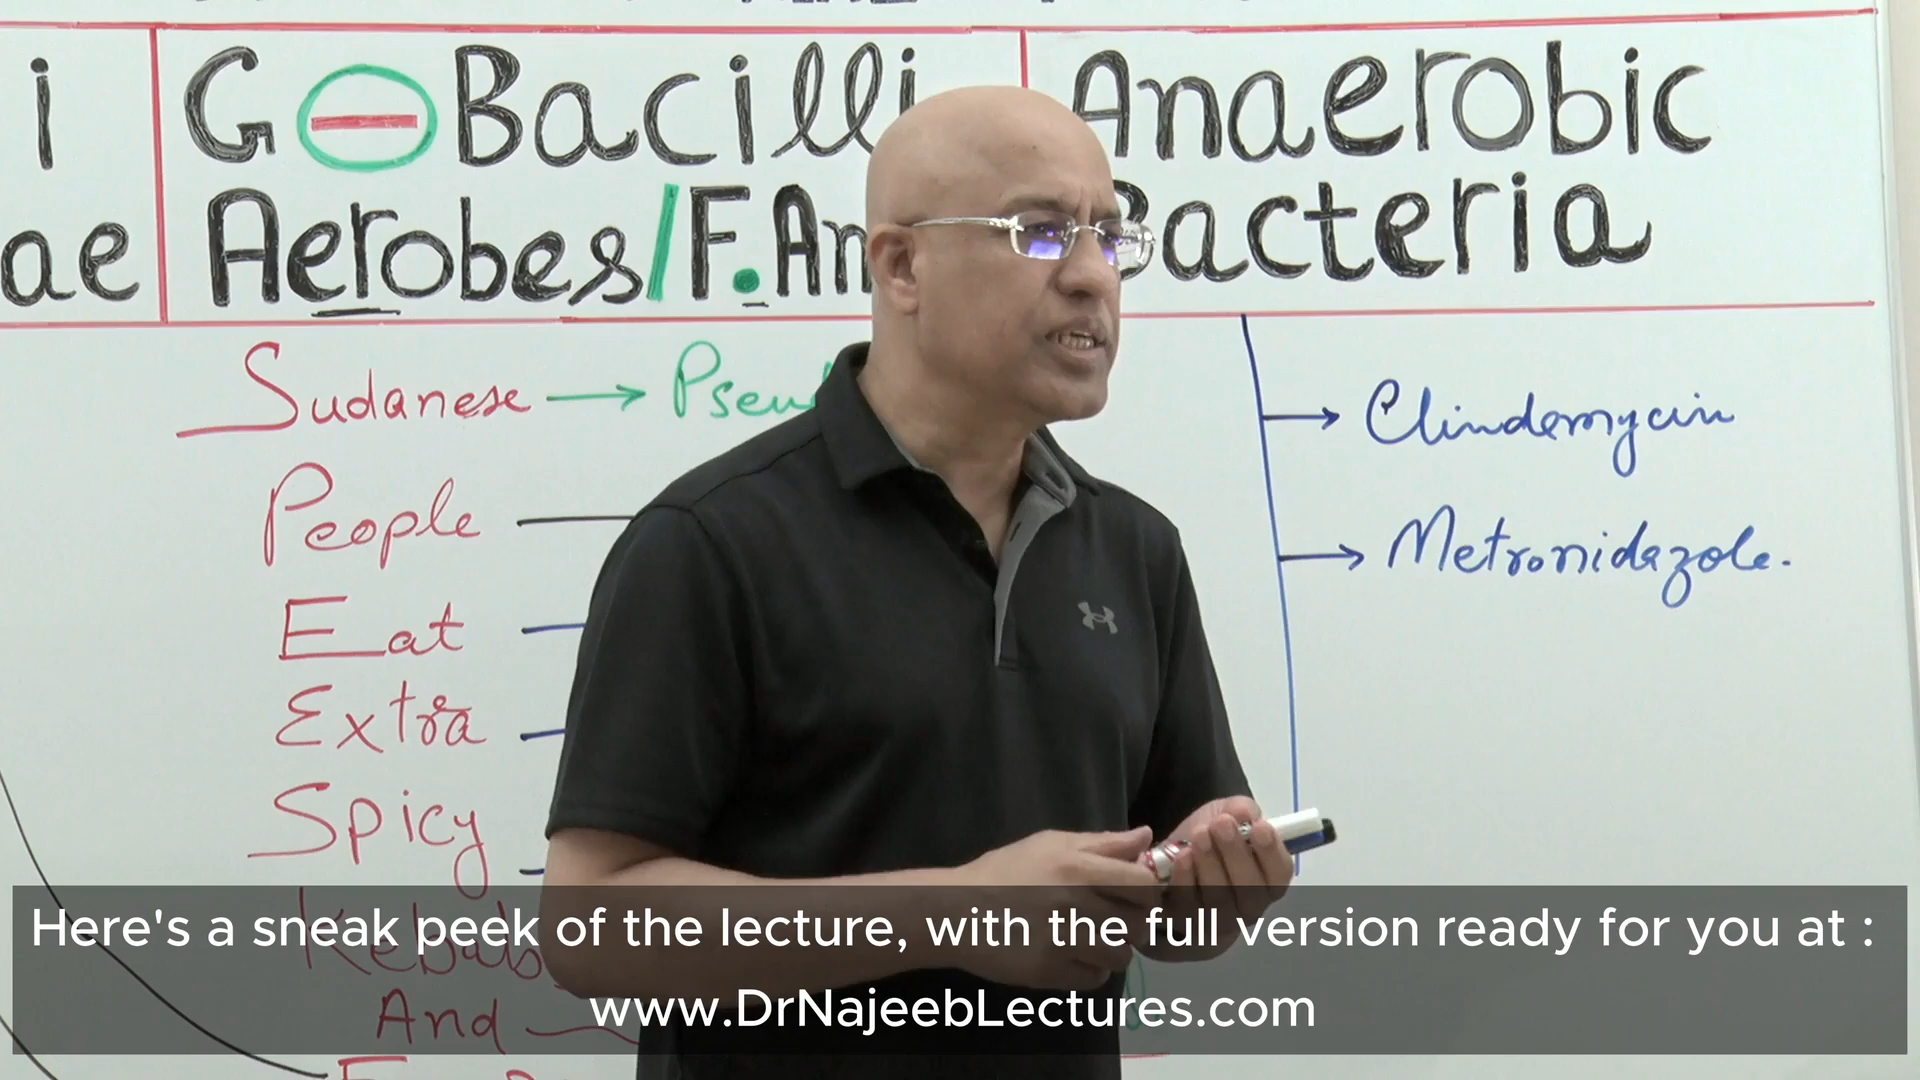 i G Bacilli Anaerobic
ae Aerobes/F.An Bacteria
Sudanese → Pseu
Clindamycin
People
Metronidazole.
Eat
Extra
Spicy
Kebabs
And
Here's a sneak peek of the lecture, with the full version ready for you at :
www.DrNajeebLectures.com